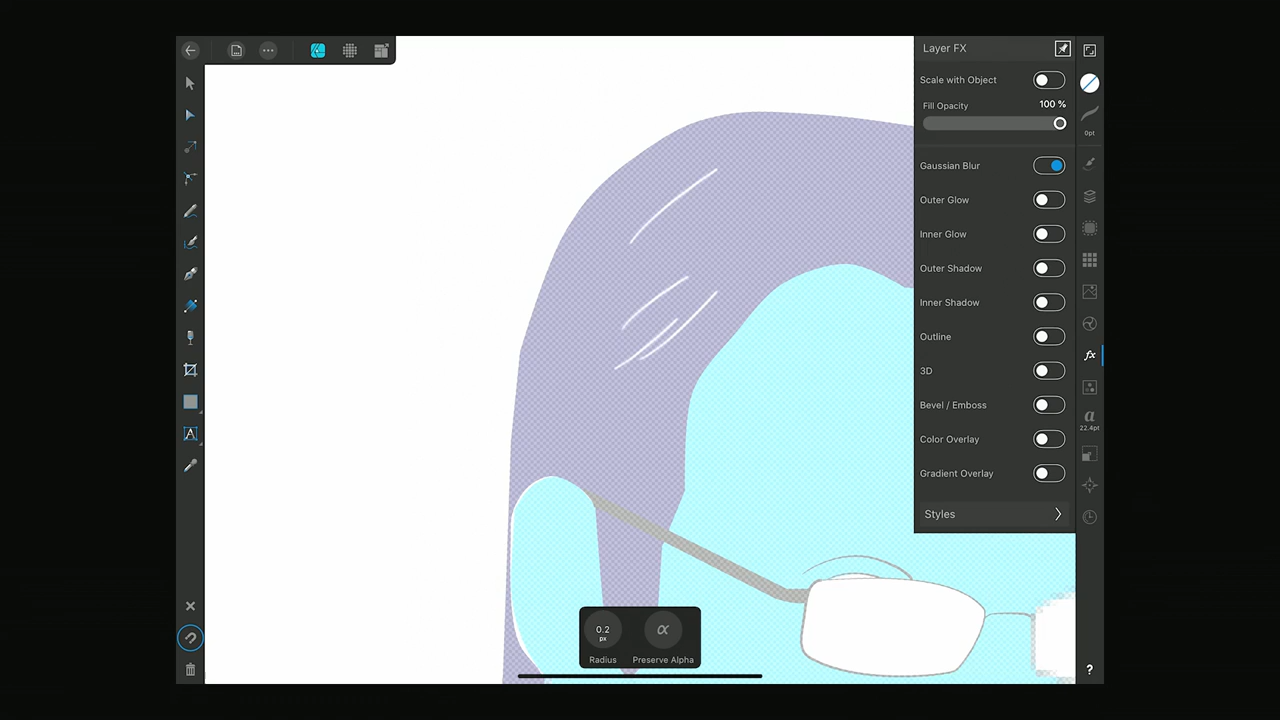 Layer FX
Scale with Object
Fill Opacity 100 %
Gaussian Blur
Outer Glow
Inner Glow
Outer Shadow
Inner Shadow
Outline
3D
Bevel / Emboss
Color Overlay
Gradient Overlay
Styles
0pt
fx
a
22.4pt
A
0.2
px
α
Radius Preserve Alpha
?